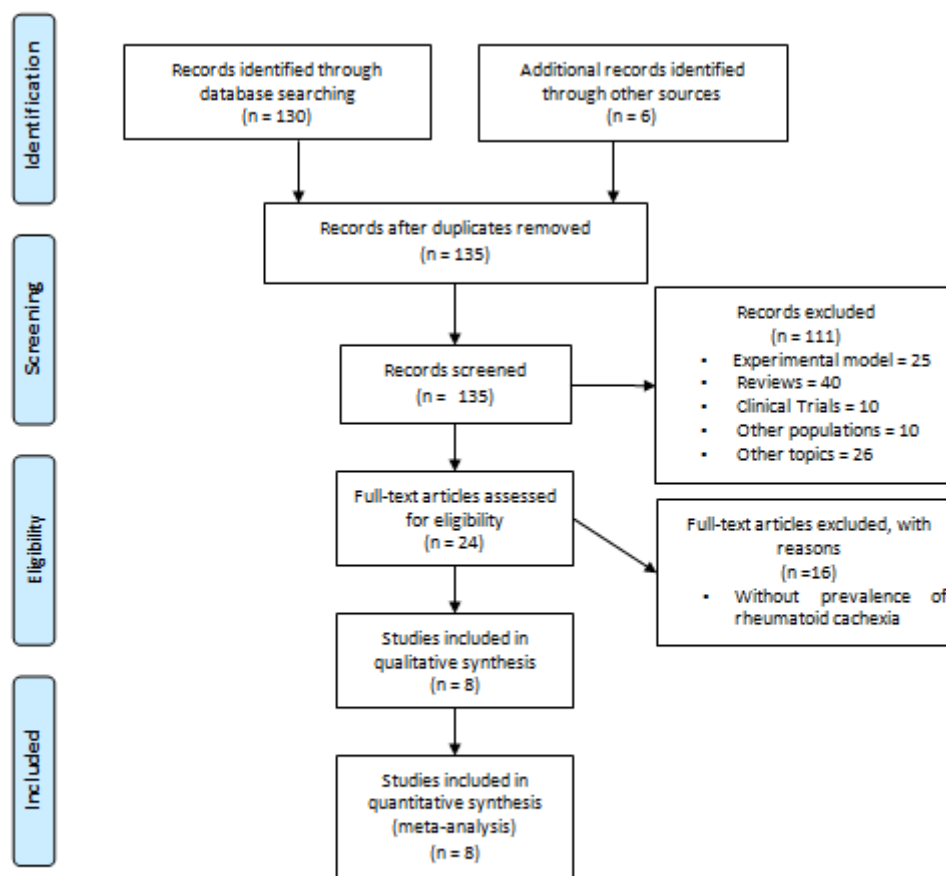 Identification
Records identified through
database searching
(n = 130)
Additional records identified
through other sources
(n = 6)
Records after duplicates removed
(n = 135)
Screening
Records screened
(n = 135)
Records excluded
(n = 111)
▪ Experimental model = 25
▪ Reviews = 40
▪ Clinical Trials = 10
▪ Other populations = 10
▪ Other topics = 26
Eligibility
Full-text articles assessed
for eligibility
(n = 24)
Full-text articles excluded, with
reasons
(n =16)
▪ Without prevalence of
rheumatoid cachexia
Studies included in
qualitative synthesis
(n = 8)
Included
Studies included in
quantitative synthesis
(meta-analysis)
(n = 8)